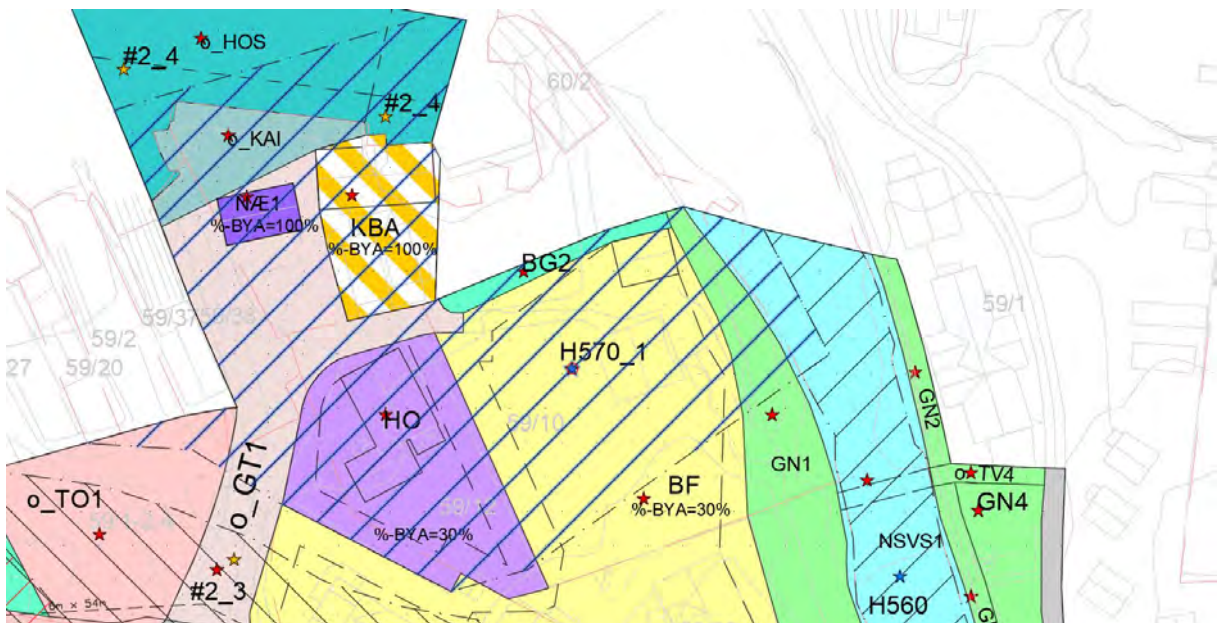 o_HOS
#2_4
60/2
#2_4
o_KAI
NÆ1
%-BYA=100%
KBA
%-BYA=100%
BG2
59/1
59/37
59/2
59/20
27
H570_1
GN2
HO
59/10
GN1
o_GT1
o_TV4
o_TO1
BF
%-BYA=30%
GN4
59/12
%-BYA=30%
NSVS1
#2_3
6m × 54m
H560
G